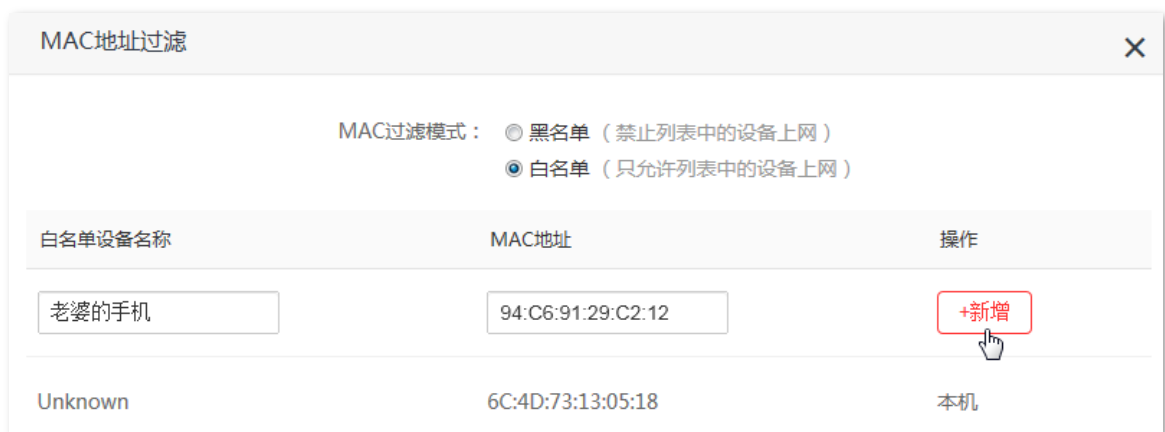 MAC地址过滤
MAC过滤模式： 黑名单（禁止列表中的设备上网）
白名单（只允许列表中的设备上网）
白名单设备名称 MAC地址 操作
老婆的手机 94:C6:91:29:C2:12 +新增
Unknown 6C:4D:73:13:05:18 本机